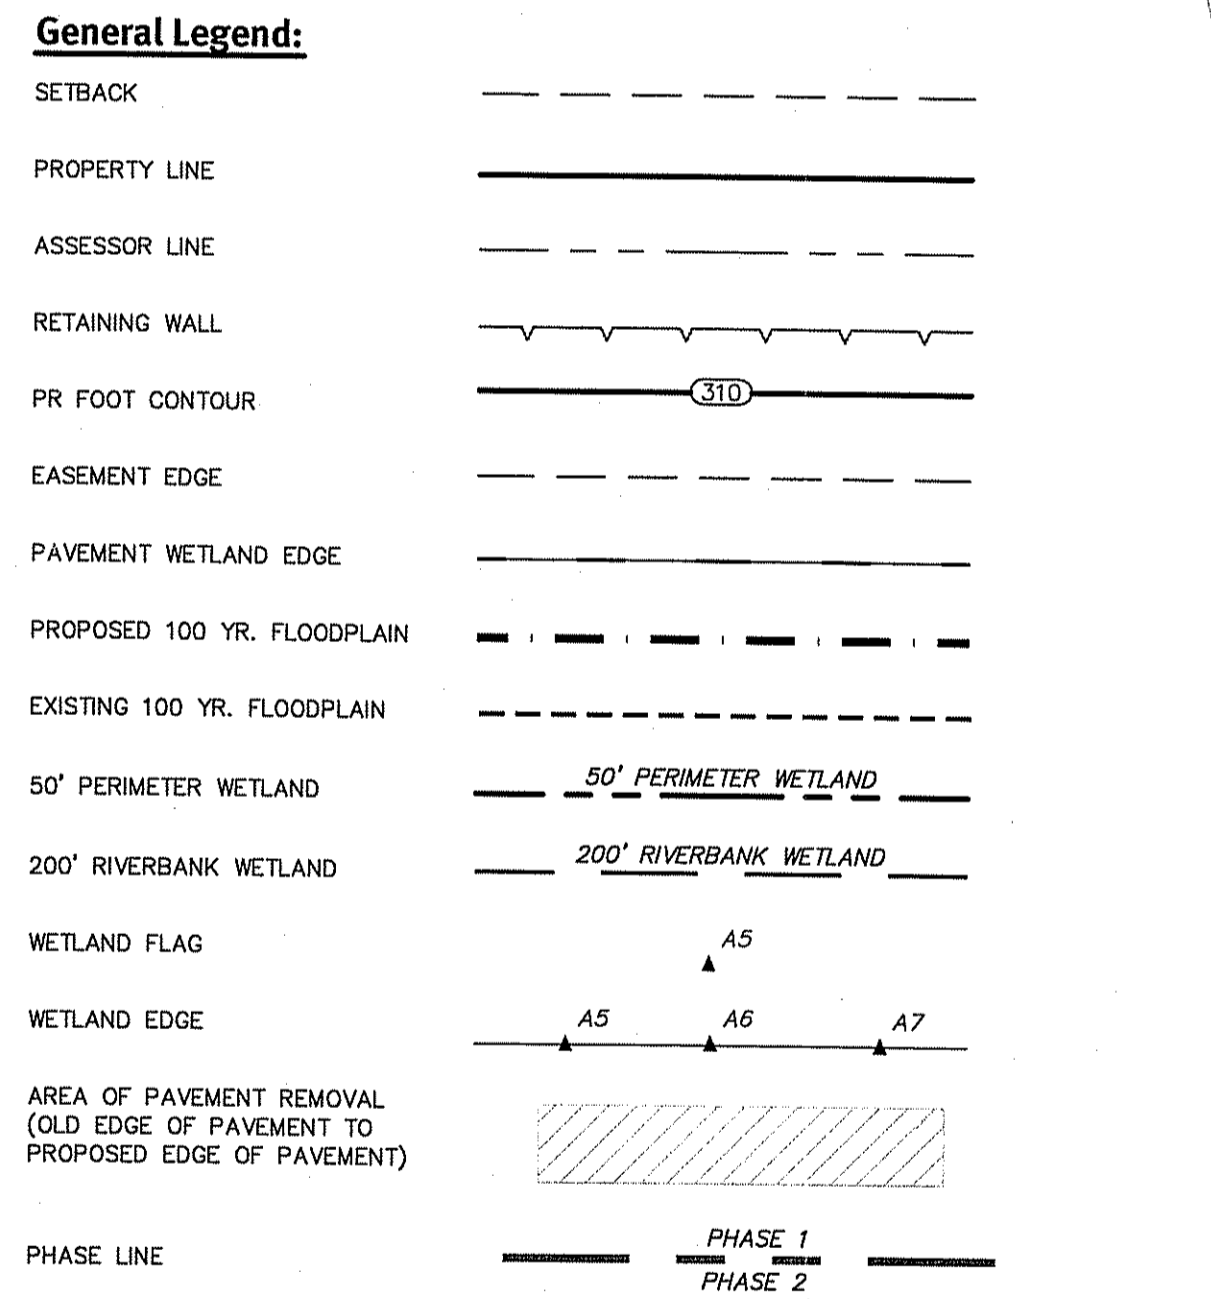 General Legend:
SETBACK
PROPERTY LINE
ASSESSOR LINE
RETAINING WALL
PR FOOT CONTOUR
310
EASEMENT EDGE
PAVEMENT WETLAND EDGE
PROPOSED 100 YR. FLOODPLAIN
EXISTING 100 YR. FLOODPLAIN
50' PERIMETER WETLAND
50' PERIMETER WETLAND
200' RIVERBANK WETLAND
200' RIVERBANK WETLAND
WETLAND FLAG
A5
WETLAND EDGE
A5
A6
A7
AREA OF PAVEMENT REMOVAL
(OLD EDGE OF PAVEMENT TO
PROPOSED EDGE OF PAVEMENT)
PHASE LINE
PHASE 1
PHASE 2